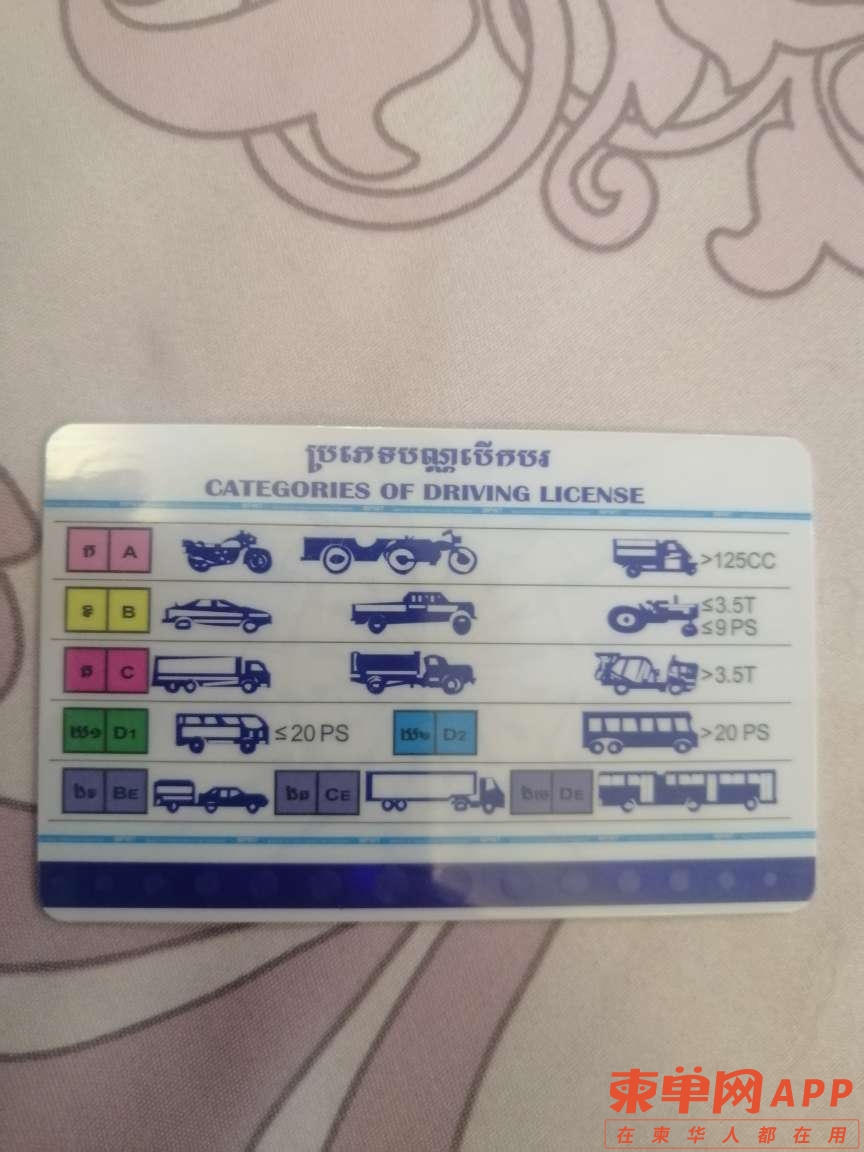 ប្រភេទបណ្ណបើកបរ
CATEGORIES OF DRIVING LICENSE
ក A >125CC
ខ B ≤3.5T
≤9 PS
គ C >3.5T
ឃ១ D1 ≤20 PS ឃ២ D2 >20 PS
ងខ BE ងគ CE ងឃ DE
柬单网APP
在柬华人都在用